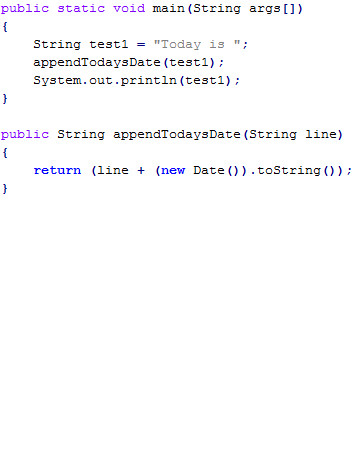 public static void main(String args[])
{
    String test1 = "Today is ";
    appendTodaysDate(test1);
    System.out.println(test1);
}

public String appendTodaysDate(String line)
{
    return (line + (new Date()).toString());
}